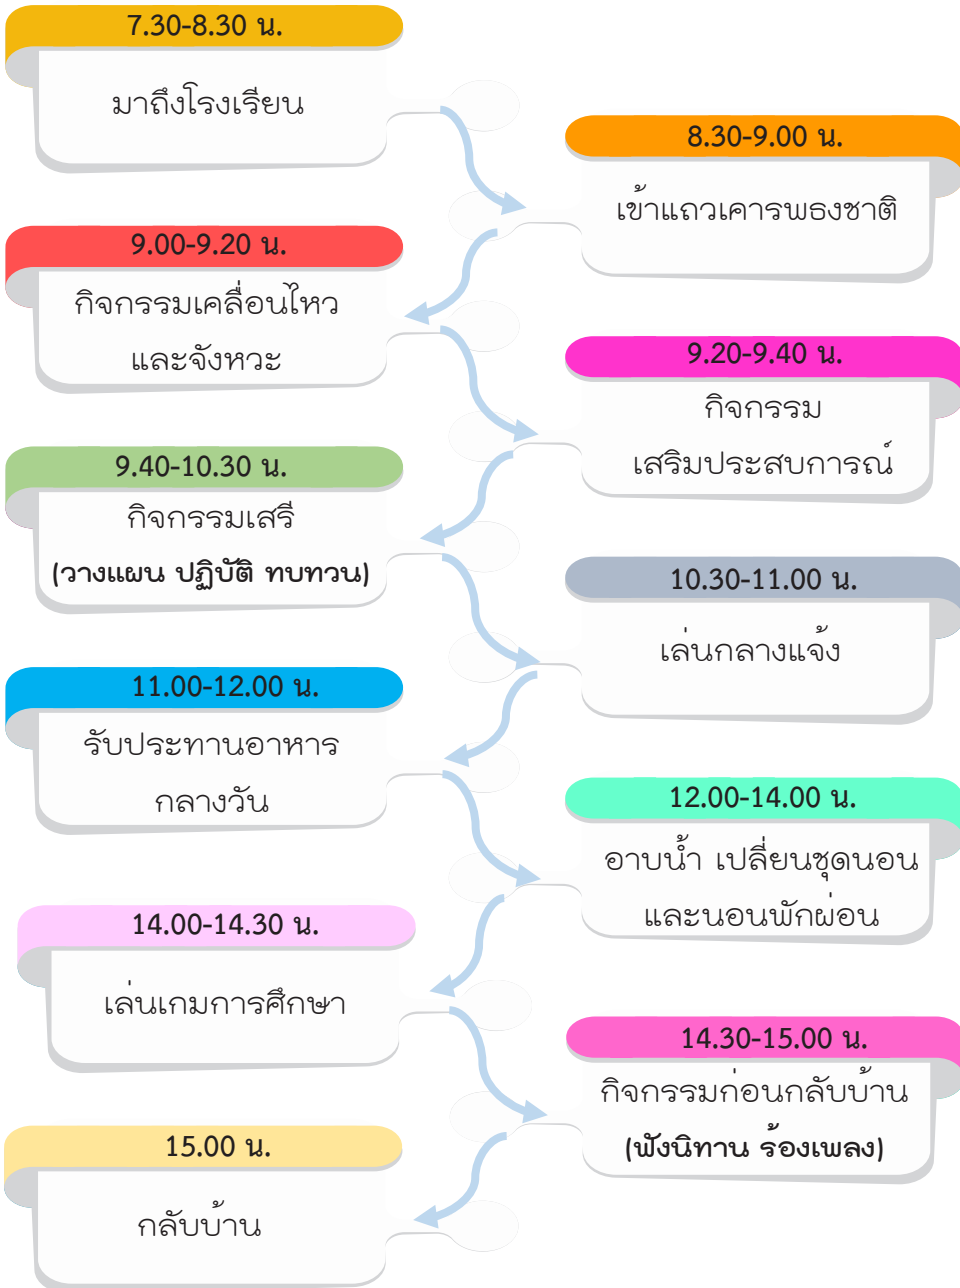 7.30-8.30 น.
มาถึงโรงเรียน
8.30-9.00 น.
เข้าแถวเคารพธงชาติ
9.00-9.20 น.
กิจกรรมเคลื่อนไหว
และจังหวะ
9.20-9.40 น.
กิจกรรม
เสริมประสบการณ์
9.40-10.30 น.
กิจกรรมเสรี
(วางแผน ปฏิบัติ ทบทวน)
10.30-11.00 น.
เล่นกลางแจ้ง
11.00-12.00 น.
รับประทานอาหาร
กลางวัน
12.00-14.00 น.
อาบน้ำ เปลี่ยนชุดนอน
และนอนพักผ่อน
14.00-14.30 น.
เล่นเกมการศึกษา
14.30-15.00 น.
กิจกรรมก่อนกลับบ้าน
(ฟังนิทาน ร้องเพลง)
15.00 น.
กลับบ้าน